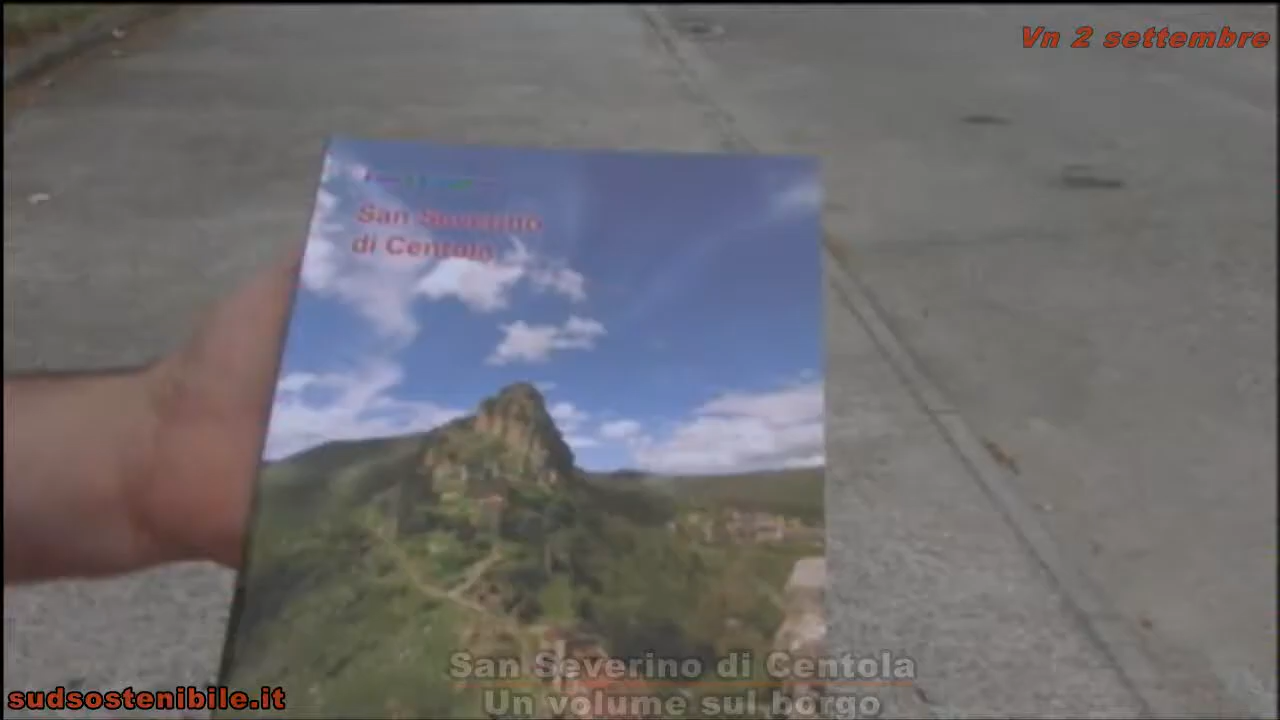 Vn 2 settembre
San Severino
di Centola
San Severino di Centola
Un volume sul borgo
sudsostenibile.it